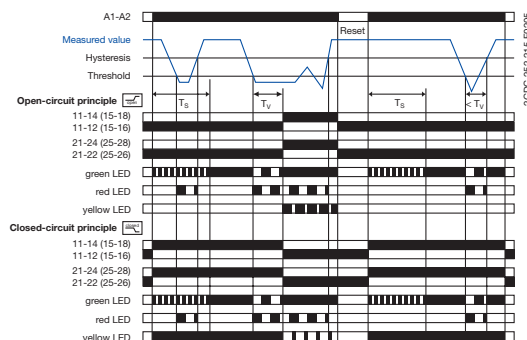 A1-A2
Reset
Measured value
Hysteresis
Threshold
Open-circuit principle open
TS TV TS < TV
11-14 (15-18)
11-12 (15-16)
21-24 (25-28)
21-22 (25-26)
green LED
red LED
yellow LED
Closed-circuit principle closed
11-14 (15-18)
11-12 (15-16)
21-24 (25-28)
21-22 (25-26)
green LED
red LED
yellow LED